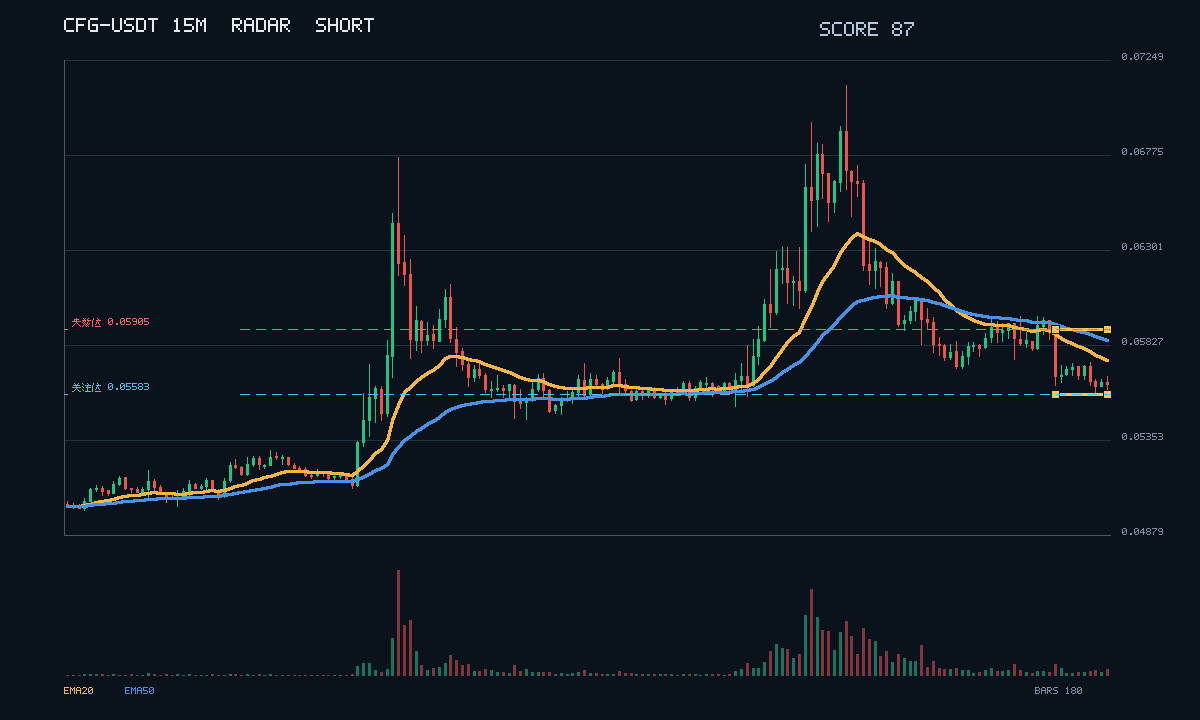 CFG-USDT 15M  RADAR  SHORT
SCORE 87
0.07249
0.06775
0.06301
失效位 0.05905
0.05827
关注位 0.05583
0.05353
0.04879
EMA20
EMA50
BARS 180